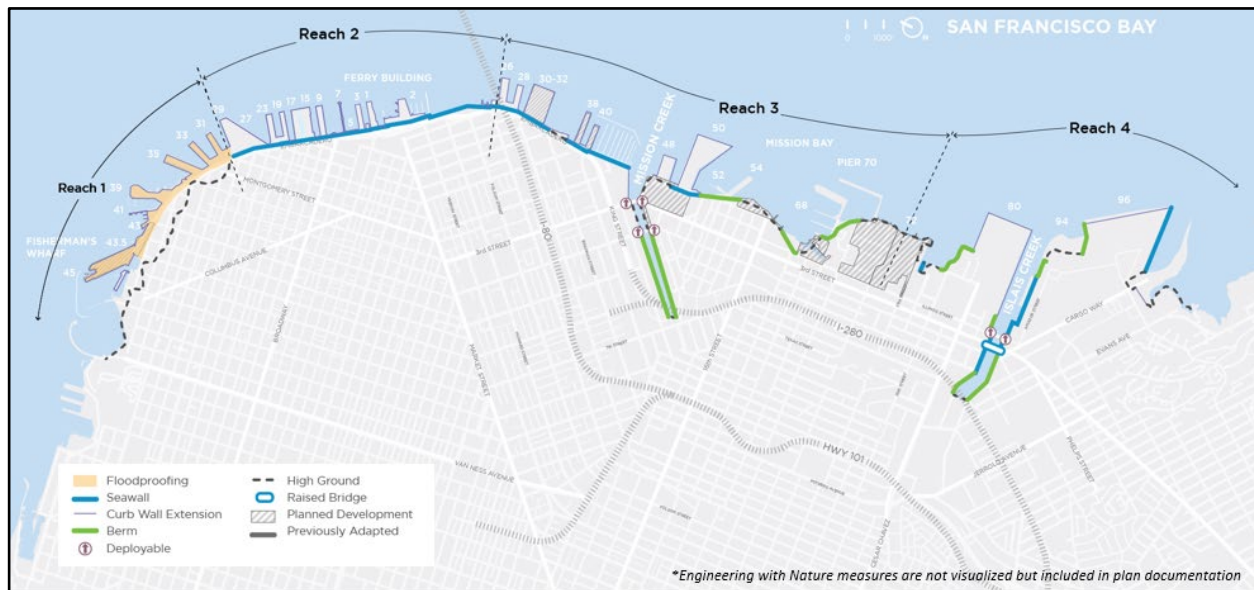 Reach 2
Reach 3
Reach 4
Reach 1
SAN FRANCISCO BAY
0 1000
FERRY BUILDING
MISSION CREEK
MISSION BAY
PIER 70
ISLAIS CREEK
FISHERMAN'S
WHARF
45
43.5
43
41
39
35
33
31
29
27
23
19
17
15
9
7
5
3
1
2
26
28
30-32
38
40
48
50
52
54
68
80
94
96
MONTGOMERY STREET
COLUMBUS AVENUE
BROADWAY
3rd STREET
MARKET STREET
KING STREET
I-80
3rd STREET
16th STREET
I-280
HWY 101
VAN NESS AVENUE
CESAR CHAVEZ
JERROLD AVENUE
PHELPS STREET
CARGO WAY
EVANS AVE
Floodproofing
Seawall
Curb Wall Extension
Berm
Deployable
High Ground
Raised Bridge
Planned Development
Previously Adapted
*Engineering with Nature measures are not visualized but included in plan documentation